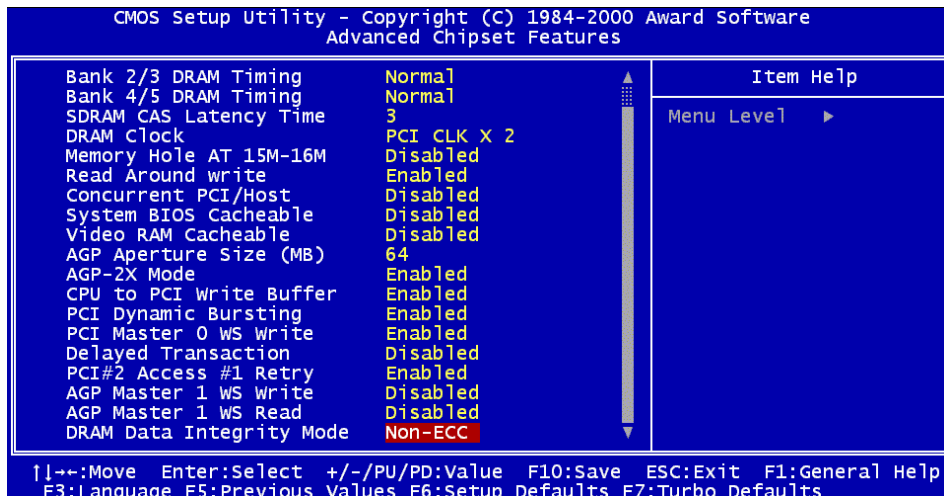 CMOS Setup Utility - Copyright (C) 1984-2000 Award Software
Advanced Chipset Features
Bank 2/3 DRAM Timing Normal
Bank 4/5 DRAM Timing Normal
SDRAM CAS Latency Time 3
DRAM Clock PCI CLK X 2
Memory Hole AT 15M-16M Disabled
Read Around write Enabled
Concurrent PCI/Host Disabled
System BIOS Cacheable Disabled
Video RAM Cacheable Disabled
AGP Aperture Size (MB) 64
AGP-2X Mode Enabled
CPU to PCI Write Buffer Enabled
PCI Dynamic Bursting Enabled
PCI Master 0 WS Write Enabled
Delayed Transaction Disabled
PCI#2 Access #1 Retry Enabled
AGP Master 1 WS Write Disabled
AGP Master 1 WS Read Disabled
DRAM Data Integrity Mode Non-ECC
Item Help
Menu Level ►
↑↓→←:Move Enter:Select +/-/PU/PD:Value F10:Save ESC:Exit F1:General Help
F3:Language F5:Previous Values F6:Setup Defaults F7:Turbo Defaults